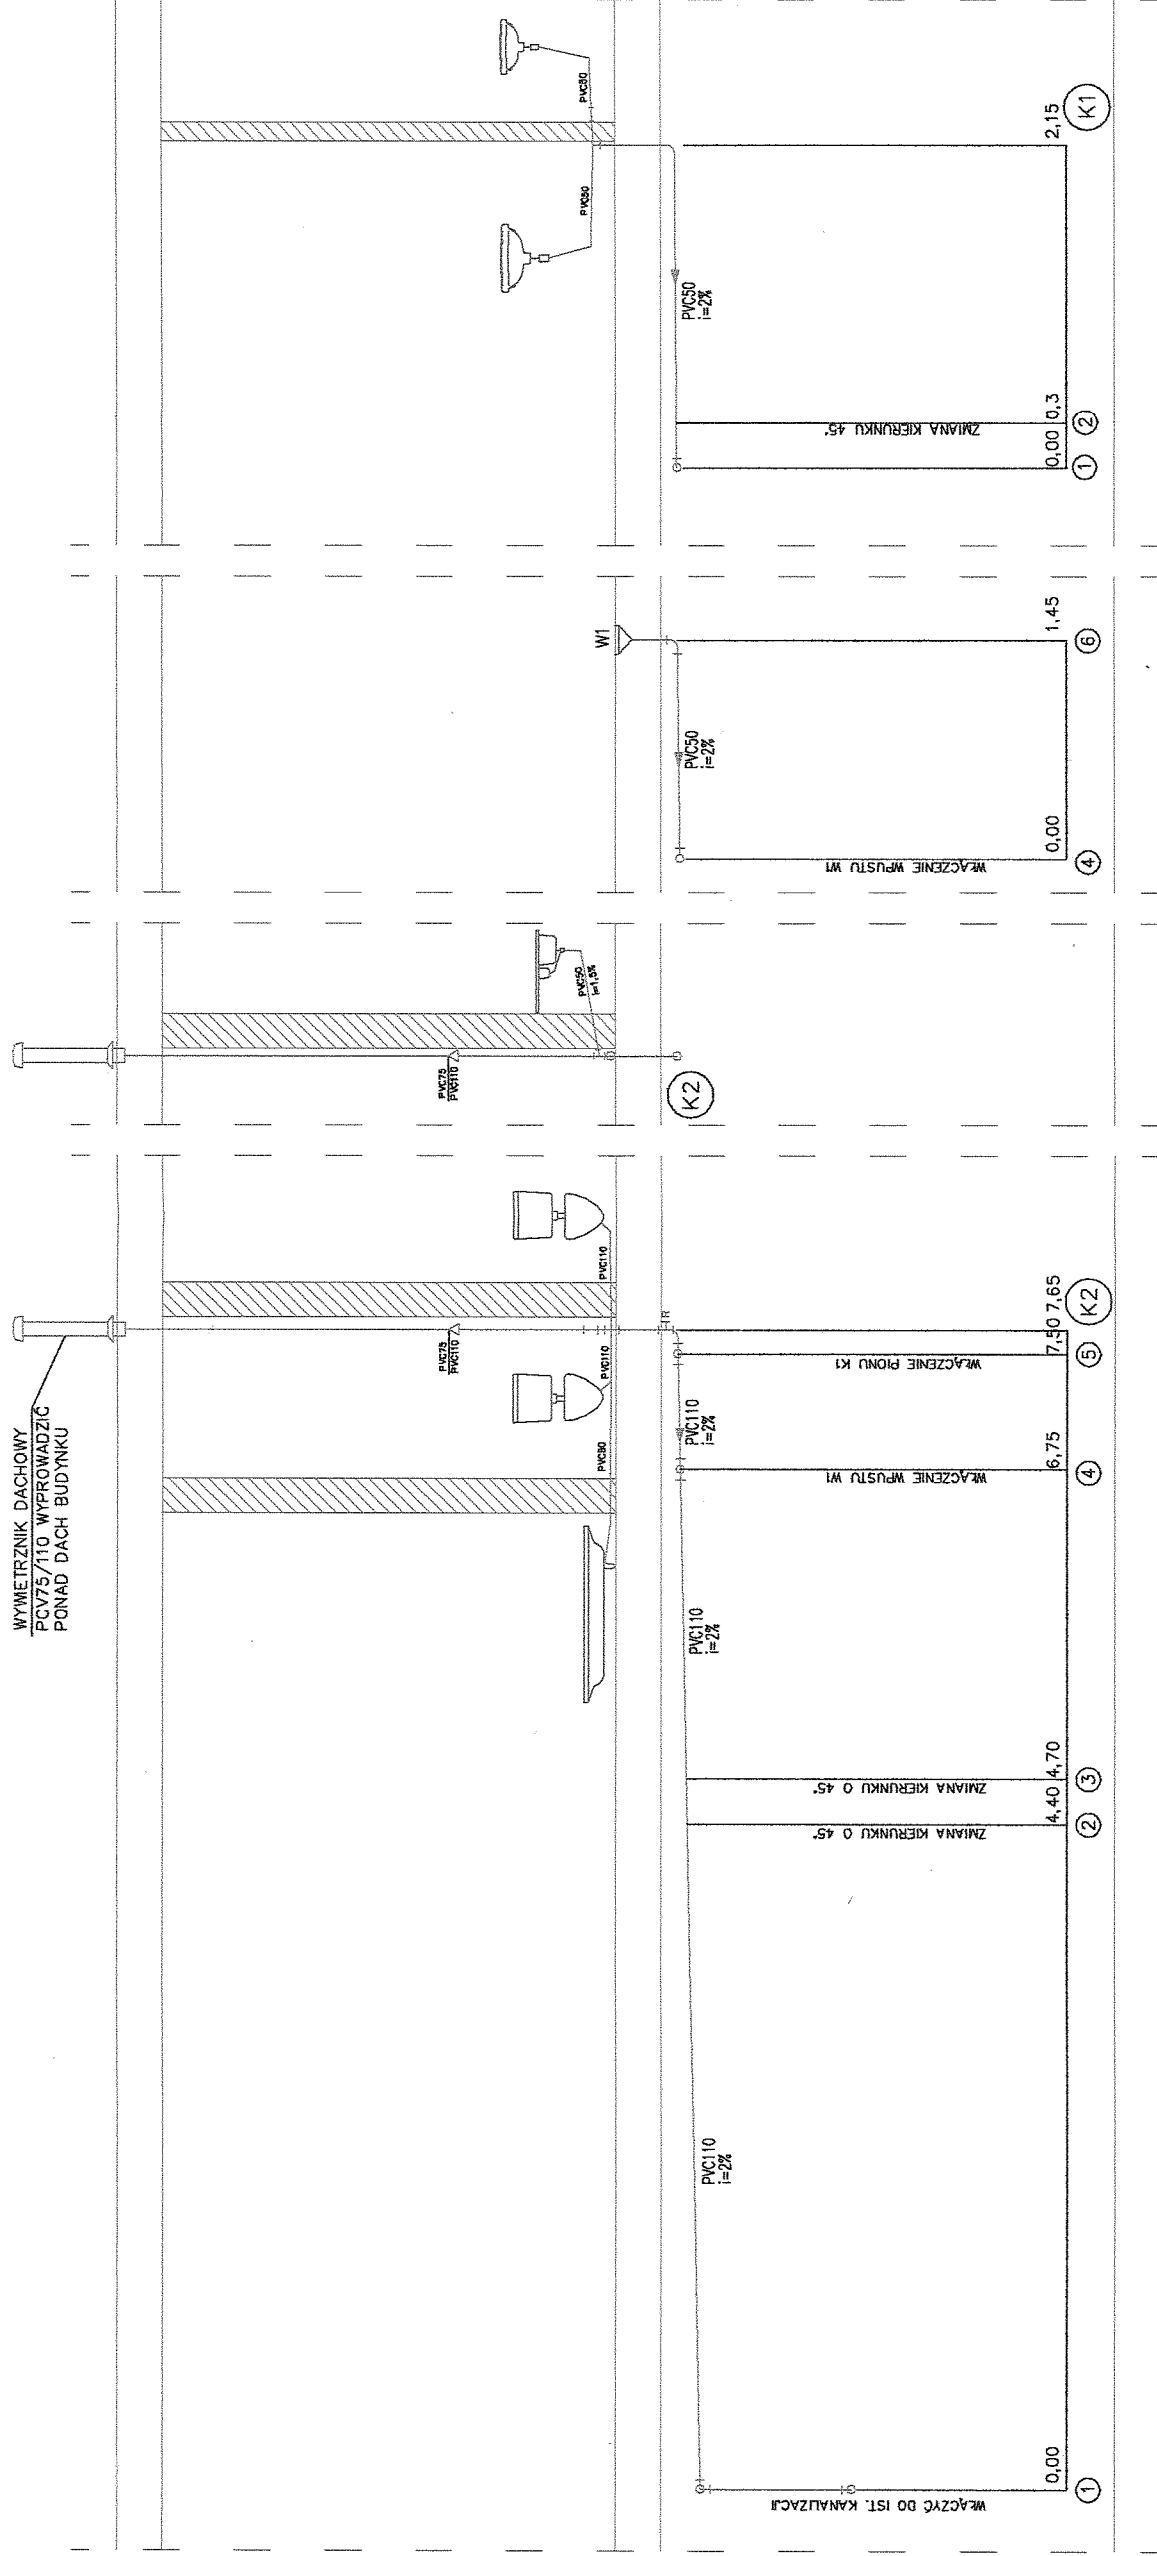 WYWIETRZNIK DACHOWY
PCV75/110 WYPROWADZIĆ
PONAD DACH BUDYNKU
PVC75
PVC110
PVC80
PVC110
PVC110
HR
PVC110
i=2%
PVC110
i=2%
PVC110
i=2%
WŁĄCZYĆ DO IST. KANALIZACJI
ZMIANA KIERUNKU O 45°
ZMIANA KIERUNKU O 45°
WŁĄCZENIE WPUSTU W1
WŁĄCZENIE PIONU K1
0,00
4,40
4,70
6,75
7,50
7,65
1
2
3
4
5
K2
PVC75
PVC110
PVC50
i=1,5%
K2
W1
PVC50
i=2%
WŁĄCZENIE WPUSTU W1
0,00
1,45
4
6
PVC50
PVC50
PVC50
i=2%
ZMIANA KIERUNKU 45°
0,00
0,3
2,15
1
2
K1